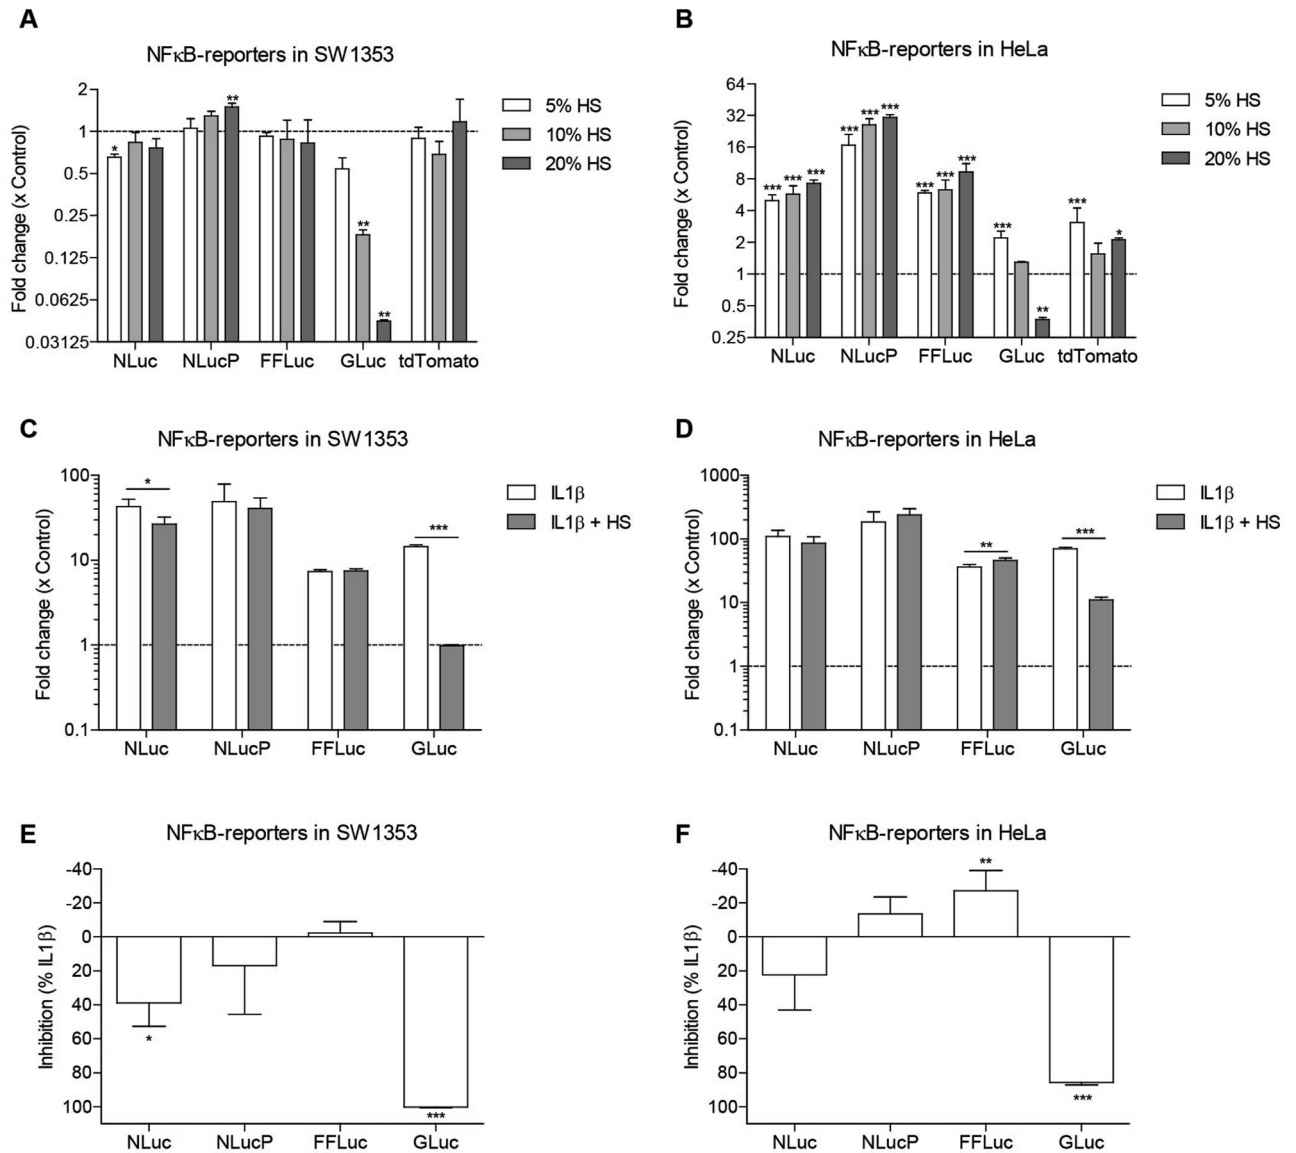 A
NFκB-reporters in SW1353
Fold change (x Control)
2
1
0.5
0.25
0.125
0.0625
0.03125
*
**
**
**
NLuc NLucP FFLuc GLuc tdTomato
5% HS
10% HS
20% HS
B
NFκB-reporters in HeLa
Fold change (x Control)
64
32
16
8
4
2
1
0.5
0.25
*** *** ***
*** *** ***
*** *** ***
*** **
*** *
NLuc NLucP FFLuc GLuc tdTomato
5% HS
10% HS
20% HS
C
NFκB-reporters in SW1353
Fold change (x Control)
100
10
1
0.1
*
***
NLuc NLucP FFLuc GLuc
IL1β
IL1β + HS
D
NFκB-reporters in HeLa
Fold change (x Control)
1000
100
10
1
0.1
**
***
NLuc NLucP FFLuc GLuc
IL1β
IL1β + HS
E
NFκB-reporters in SW1353
Inhibition (% IL1β)
-40
-20
0
20
40
60
80
100
*
***
NLuc NLucP FFLuc GLuc
F
NFκB-reporters in HeLa
Inhibition (% IL1β)
-40
-20
0
20
40
60
80
100
**
***
NLuc NLucP FFLuc GLuc